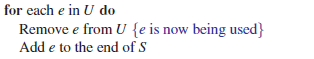 for each e in U do
Remove e from U {e is now being used}
Add e to the end of S